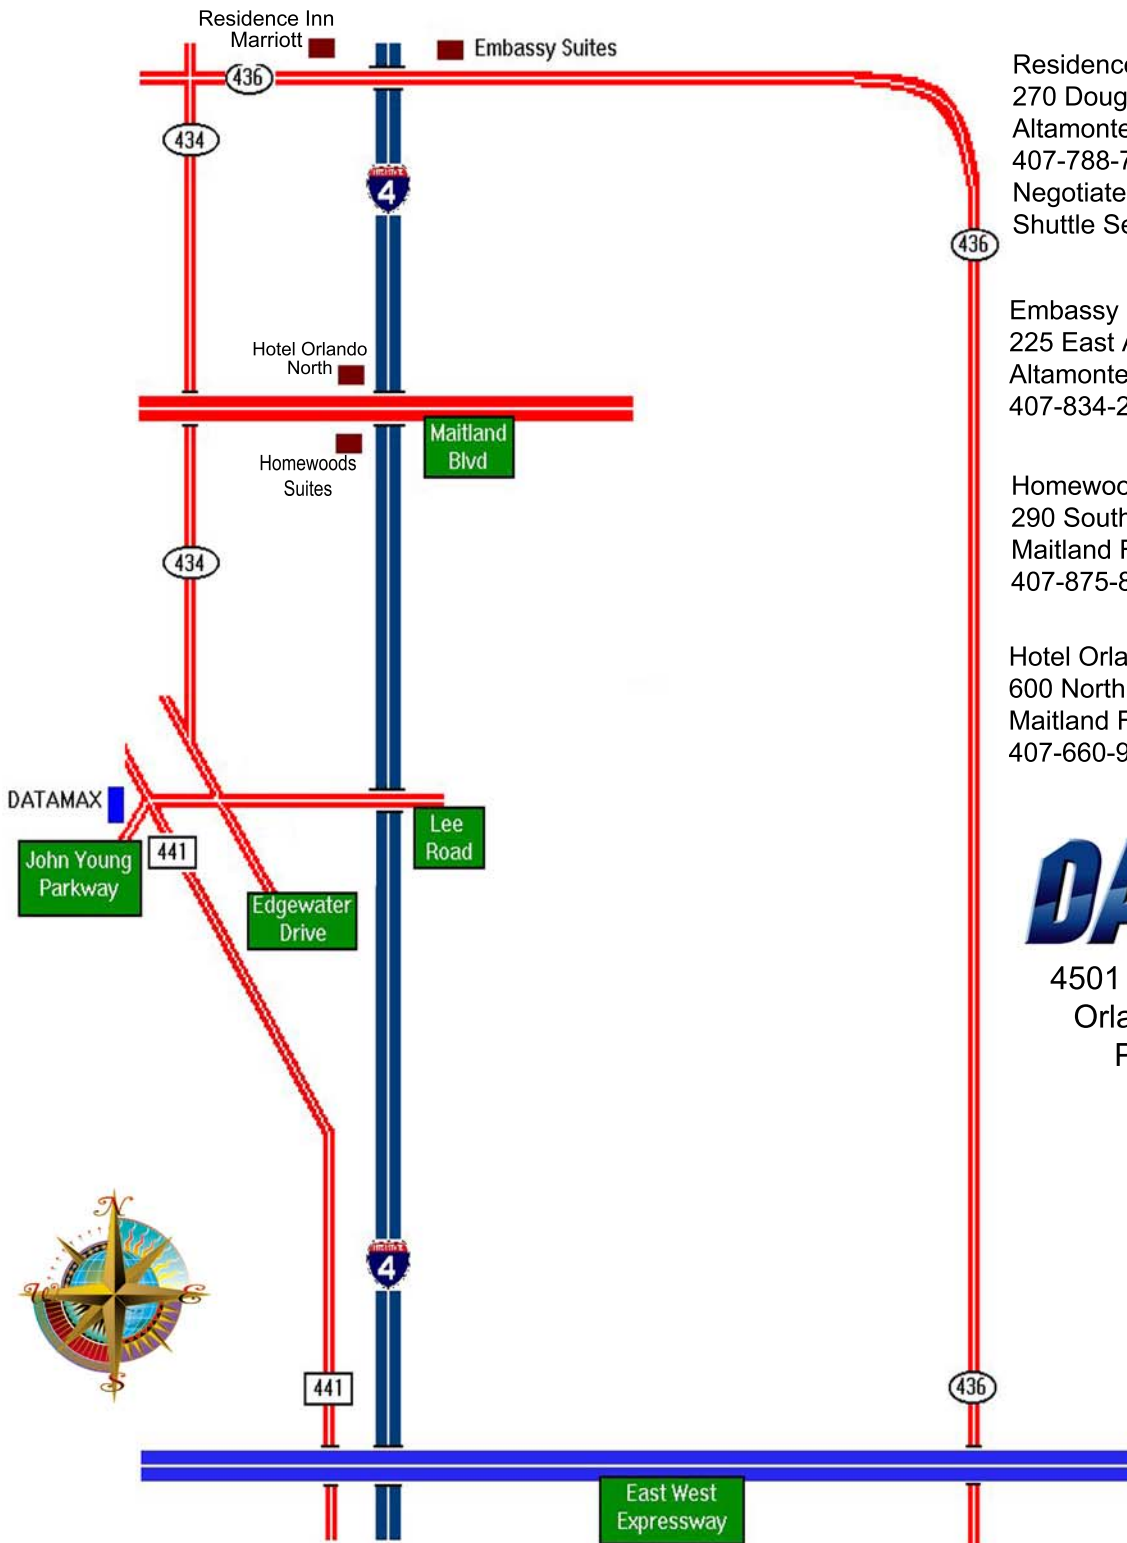 Residence Inn
Marriott
Embassy Suites
436
434
4
436
Hotel Orlando
North
Maitland
Blvd
Homewoods
Suites
434
DATAMAX
Lee
Road
441
John Young
Parkway
Edgewater
Drive
N
W
E
S
4
441
436
East West
Expressway
Residence
270 Doug
Altamonte
407-788-7
Negotiate
Shuttle Se
Embassy
225 East A
Altamonte
407-834-2
Homewoo
290 South
Maitland F
407-875-8
Hotel Orla
600 North
Maitland F
407-660-9
DA
4501
Orla
P